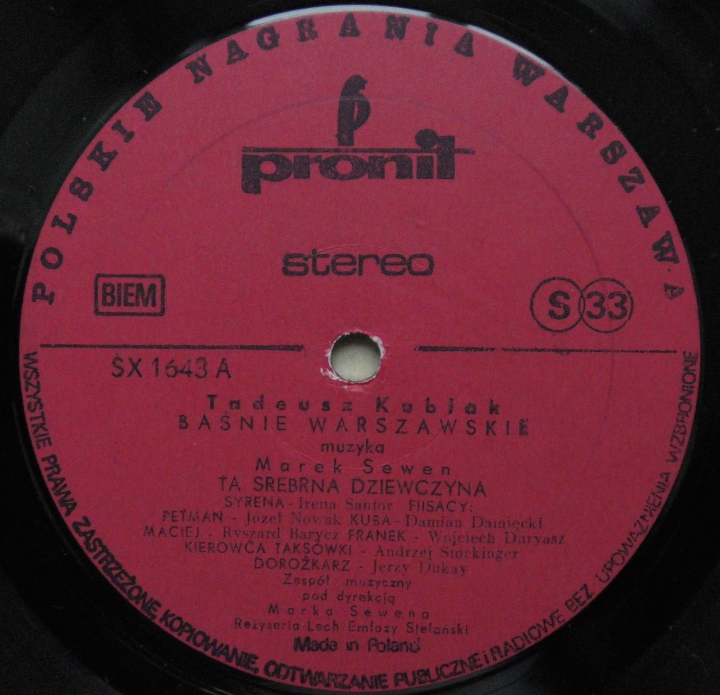 POLSKIE NAGRANIA WARSZAWA
pronit
stereo
BIEM
S 33
SX 1643 A
Tadeusz Kubiak
BAŚNIE WARSZAWSKIE
muzyka
Marek Sewen
TA SREBRNA DZIEWCZYNA
SYRENA - Irena Santor FLISACY:
RETMAN - Józef Nowak KUBA - Damian Damięcki
MACIEJ - Ryszard Barycz FRANEK - Wojciech Duryasz
KIEROWCA TAKSÓWKI - Andrzej Stockinger
DOROŻKARZ - Jerzy Dukay
Zespół muzyczny
pod dyrekcją
Marka Sewena
Reżyseria - Lech Emfazy Stefański
Made in Poland
WSZYSTKIE PRAWA ZASTRZEŻONE, KOPIOWANIE, ODTWARZANIE PUBLICZNE i RADIOWE BEZ UPOWAŻNIENIA WZBRONIONE